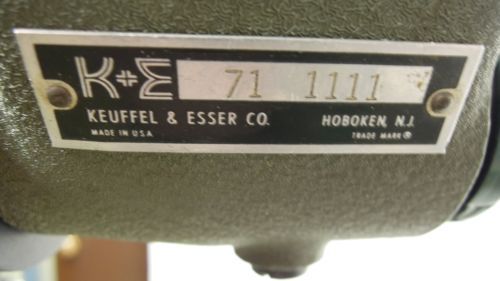 K+E 71 1111
KEUFFEL & ESSER CO. HOBOKEN, N.J.
MADE IN U.S.A. TRADE MARK®